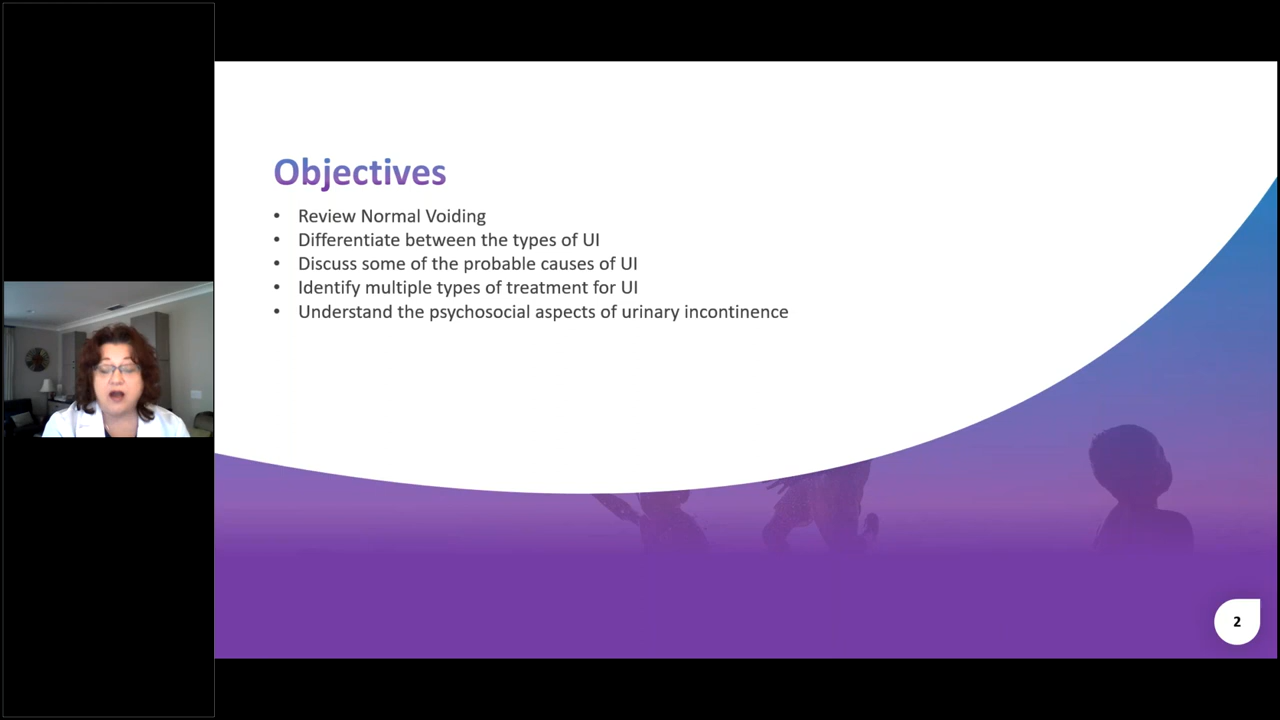 Objectives
• Review Normal Voiding
• Differentiate between the types of UI
• Discuss some of the probable causes of UI
• Identify multiple types of treatment for UI
• Understand the psychosocial aspects of urinary incontinence
2